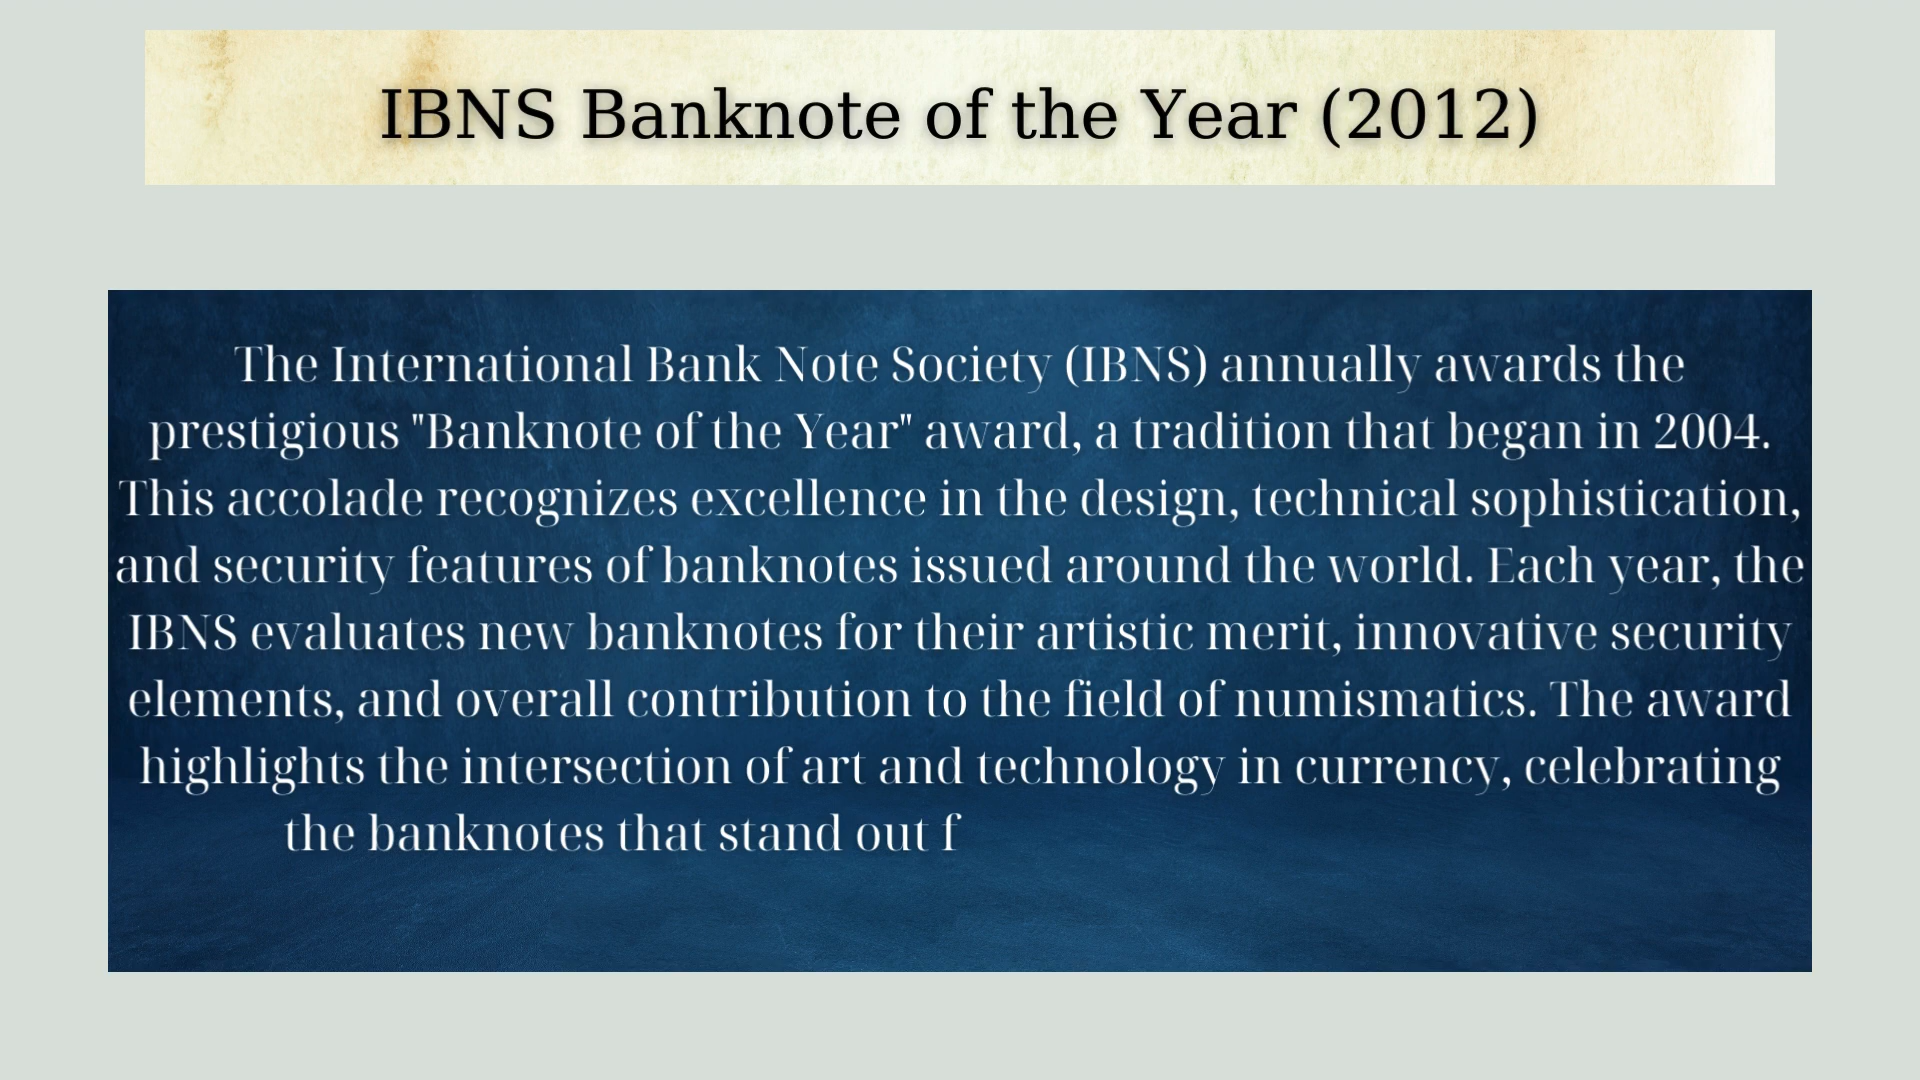 IBNS Banknote of the Year (2012)
The International Bank Note Society (IBNS) annually awards the
prestigious "Banknote of the Year" award, a tradition that began in 2004.
This accolade recognizes excellence in the design, technical sophistication,
and security features of banknotes issued around the world. Each year, the
IBNS evaluates new banknotes for their artistic merit, innovative security
elements, and overall contribution to the field of numismatics. The award
highlights the intersection of art and technology in currency, celebrating
the banknotes that stand out f